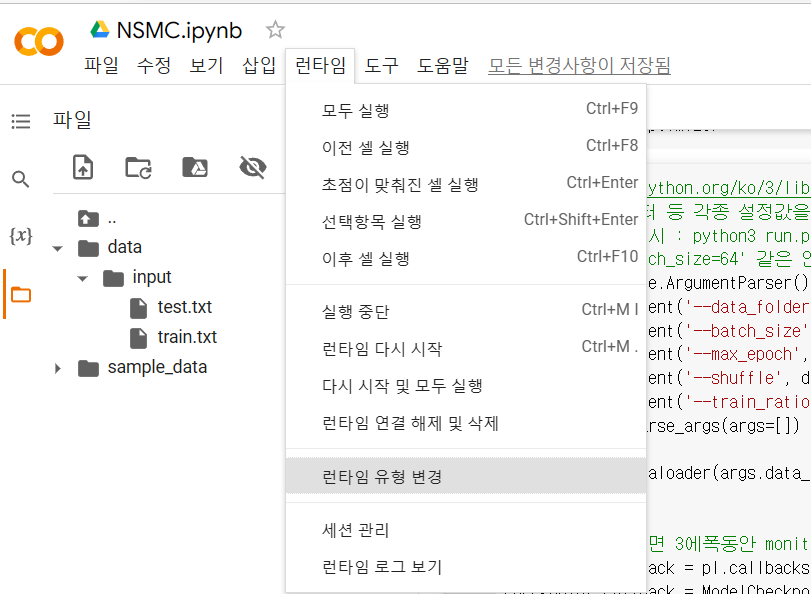 NSMC.ipynb
파일 수정 보기 삽입 런타임 도구 도움말 모든 변경사항이 저장됨
파일
..
data
input
test.txt
train.txt
sample_data
{x}
모두 실행 Ctrl+F9
이전 셀 실행 Ctrl+F8
초점이 맞춰진 셀 실행 Ctrl+Enter
선택항목 실행 Ctrl+Shift+Enter
이후 셀 실행 Ctrl+F10
실행 중단 Ctrl+M I
런타임 다시 시작 Ctrl+M .
다시 시작 및 모두 실행
런타임 연결 해제 및 삭제
런타임 유형 변경
세션 관리
런타임 로그 보기
ython.org/ko/3/lib
터 등 각종 설정값을
시 : python3 run.p
ch_size=64' 같은
e.ArgumentParser()
ent('--data_folder
ent('--batch_size'
ent('--max_epoch',
ent('--shuffle', d
ent('--train_ratio
rse_args(args=[])
aloader(args.data_
면 3에폭동안 monit
ack = pl.callbacks
ack = ModelCheckpo